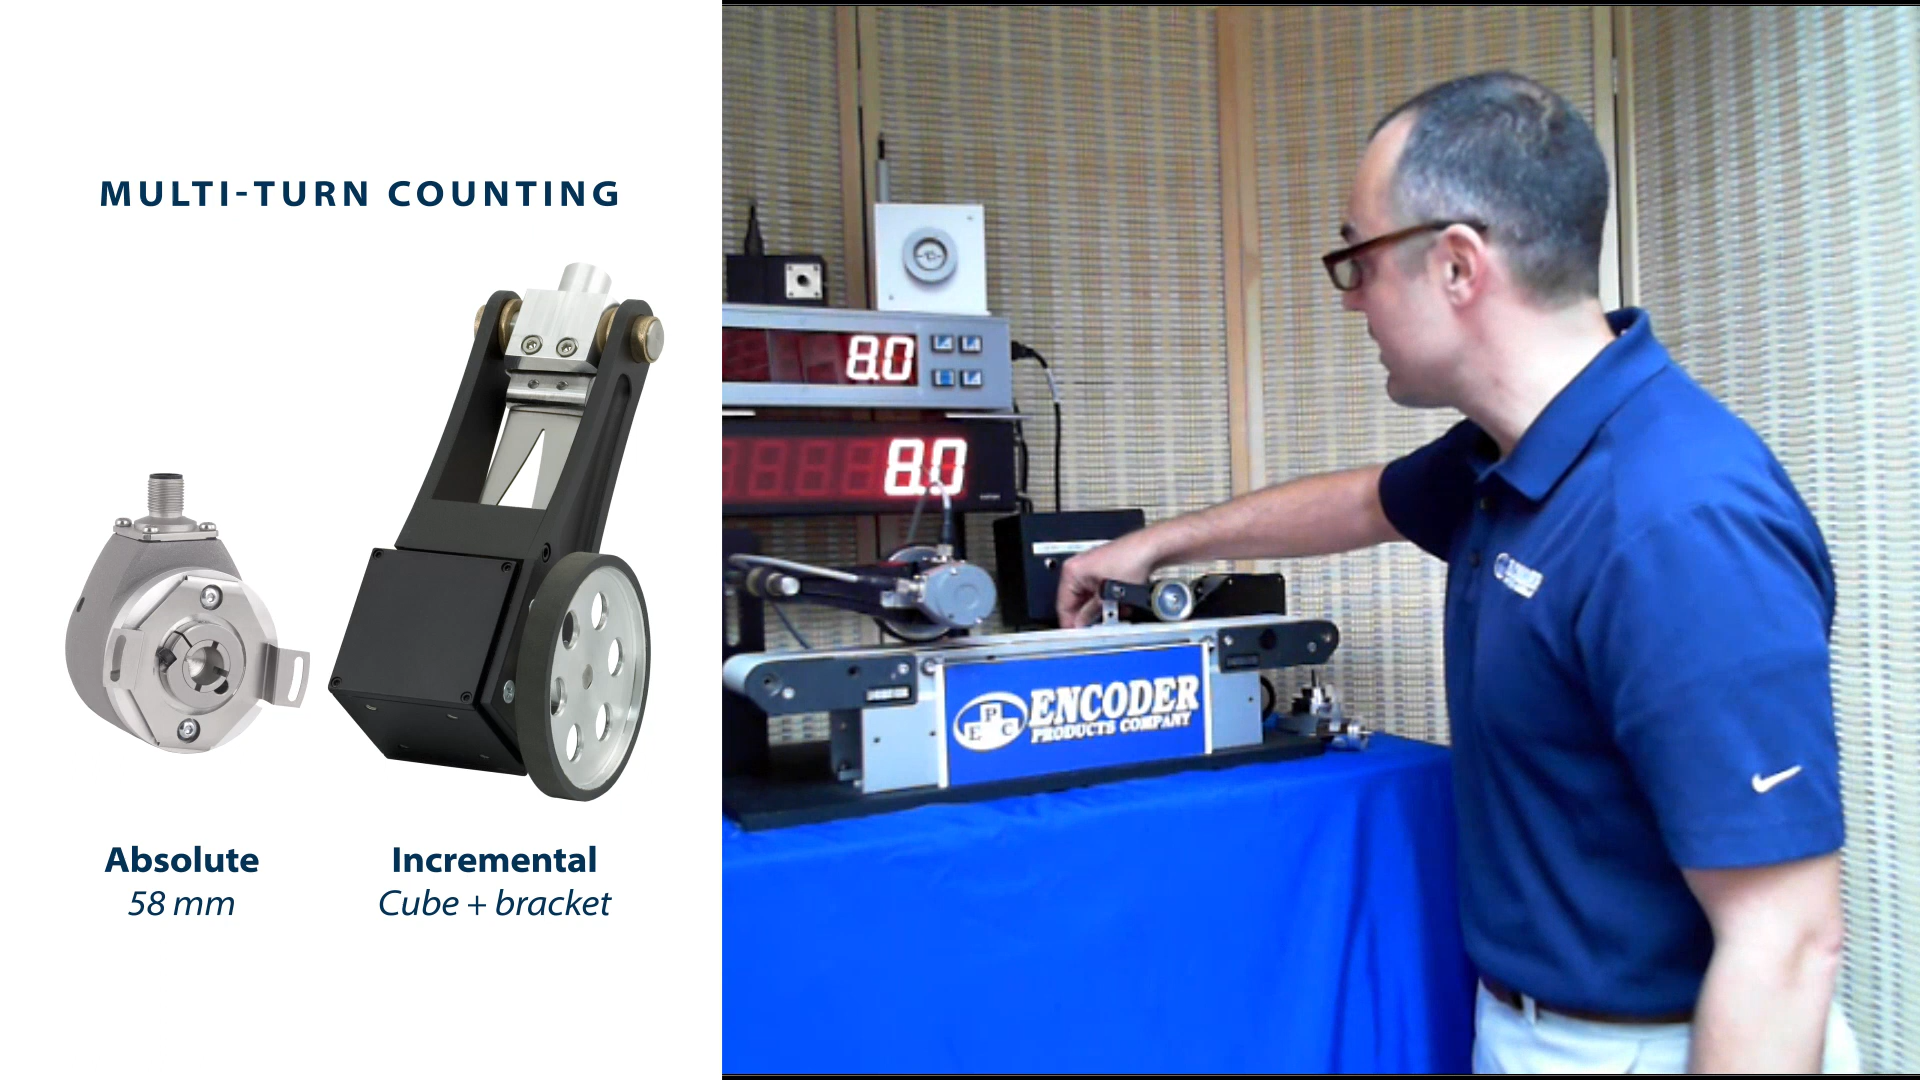 MULTI-TURN COUNTING
Absolute
58 mm
Incremental
Cube + bracket
8.0
8.0
EPC
ENCODER
PRODUCTS COMPANY